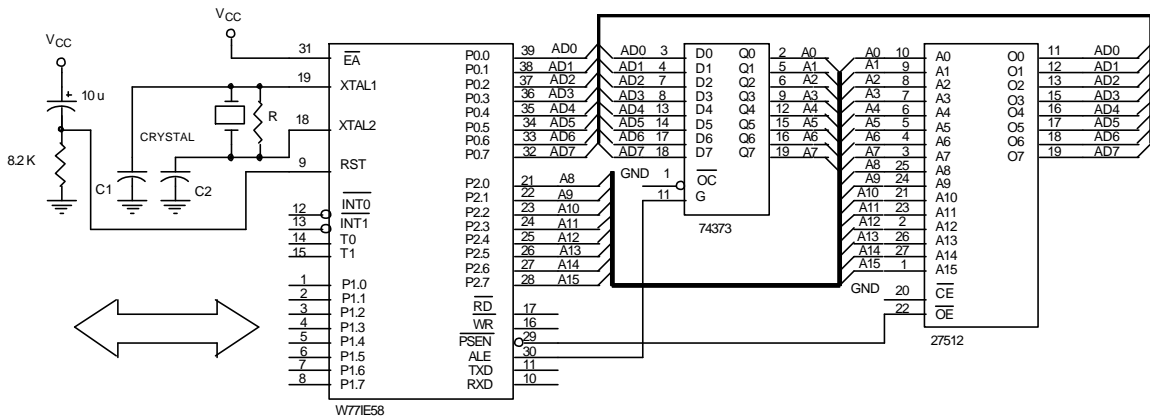 VCC
VCC
10 u
8.2 K
CRYSTAL
R
C1
C2
31 EA
19 XTAL1
18 XTAL2
9 RST
12 INT0
13 INT1
14 T0
15 T1
1 P1.0
2 P1.1
3 P1.2
4 P1.3
5 P1.4
6 P1.5
7 P1.6
8 P1.7
P0.0 39 AD0
P0.1 38 AD1
P0.2 37 AD2
P0.3 36 AD3
P0.4 35 AD4
P0.5 34 AD5
P0.6 33 AD6
P0.7 32 AD7
P2.0 21 A8
P2.1 22 A9
P2.2 23 A10
P2.3 24 A11
P2.4 25 A12
P2.5 26 A13
P2.6 27 A14
P2.7 28 A15
RD 17
WR 16
PSEN 29
ALE 30
TXD 11
RXD 10
W77IE58
AD0 3 D0 Q0 2 A0
AD1 4 D1 Q1 5 A1
AD2 7 D2 Q2 6 A2
AD3 8 D3 Q3 9 A3
AD4 13 D4 Q4 12 A4
AD5 14 D5 Q5 15 A5
AD6 17 D6 Q6 16 A6
AD7 18 D7 Q7 19 A7
GND 1 OC
11 G
74373
A0 10 A0 O0 11 AD0
A1 9 A1 O1 12 AD1
A2 8 A2 O2 13 AD2
A3 7 A3 O3 15 AD3
A4 6 A4 O4 16 AD4
A5 5 A5 O5 17 AD5
A6 4 A6 O6 18 AD6
A7 3 A7 O7 19 AD7
A8 25 A8
A9 24 A9
A10 21 A10
A11 23 A11
A12 2 A12
A13 26 A13
A14 27 A14
A15 1 A15
GND 20 CE
22 OE
27512